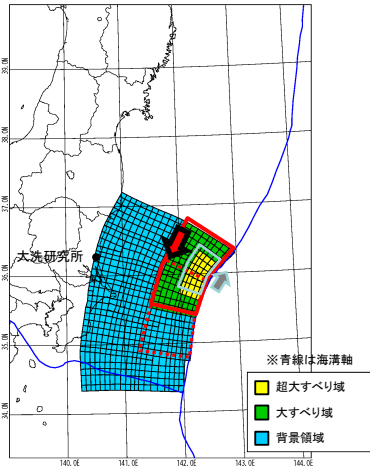 39.0N
38.0N
37.0N
大洗研究所
36.0N
35.0N
※青線は海溝軸
超大すべり域
大すべり域
34.0N
背景領域
140.0E
141.0E
142.0E
143.0E
144.0E